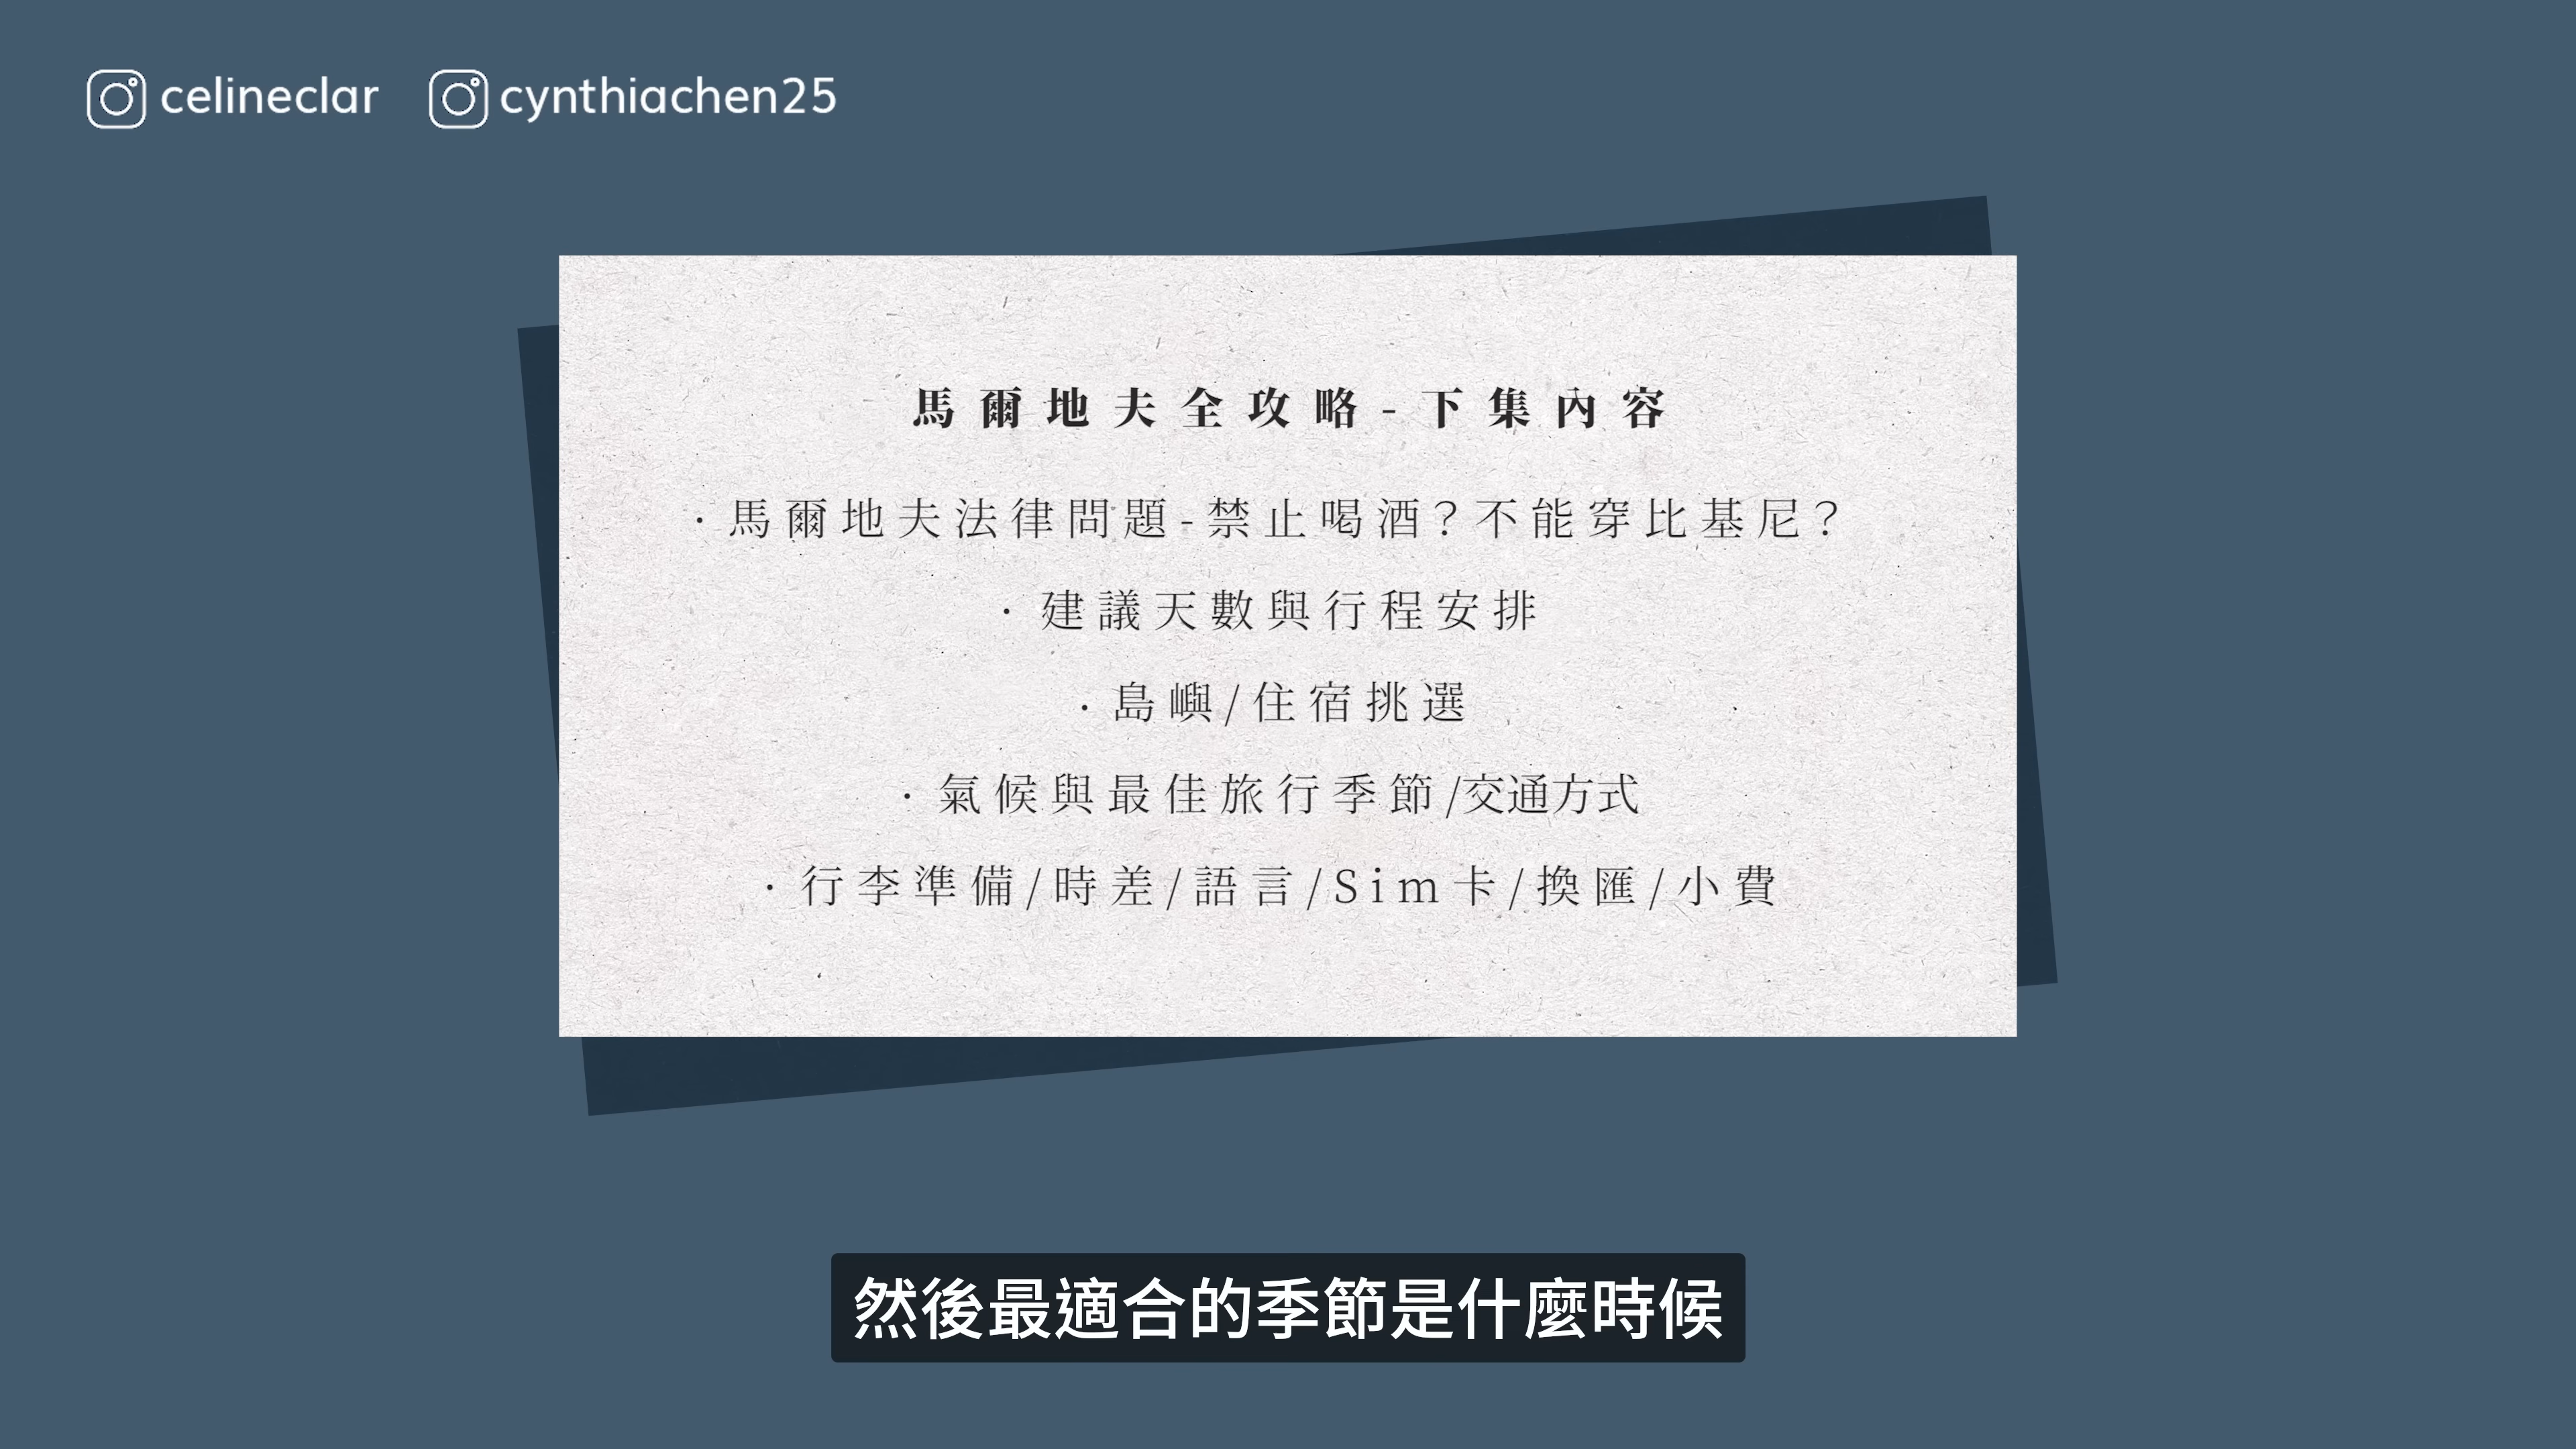 celineclar cynthiachen25
馬爾地夫全攻略-下集內容
· 馬爾地夫法律問題-禁止喝酒？不能穿比基尼？
· 建議天數與行程安排
· 島嶼/住宿挑選
· 氣候與最佳旅行季節/交通方式
· 行李準備/時差/語言/Sim卡/換匯/小費
然後最適合的季節是什麼時候